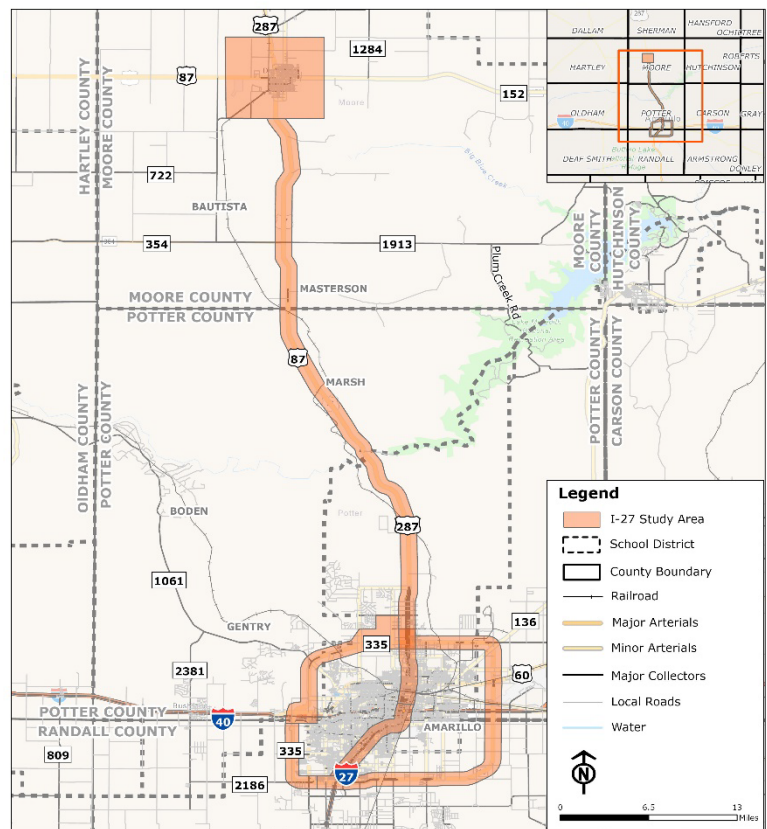 287
1284
87
152
Moore
HARTLEY COUNTY
MOORE COUNTY
722
BAUTISTA
354
1913
Big Blue Creek
MASTERSON
MOORE COUNTY
POTTER COUNTY
Plum Creek Rd
MOORE COUNTY
HUTCHINSON COUNTY
87
MARSH
POTTER COUNTY
CARSON COUNTY
OlDHAM COUNTY
POTTER COUNTY
Potter
287
BODEN
1061
GENTRY
335
136
2381
60
POTTER COUNTY
RANDALL COUNTY
40
AMARILLO
335
809
2186
27
287
HANSFORD
DALLAM
SHERMAN
OCHILTREE
ROBERTS
HARTLEY
MOORE
HUTCHINSON
OLDHAM
POTTER
CARSON
GRAY
DEAF SMITH
RANDALL
ARMSTRONG
DONLEY
Legend
I-27 Study Area
School District
County Boundary
Railroad
Major Arterials
Minor Arterials
Major Collectors
Local Roads
Water
N
0 6.5 13
Miles